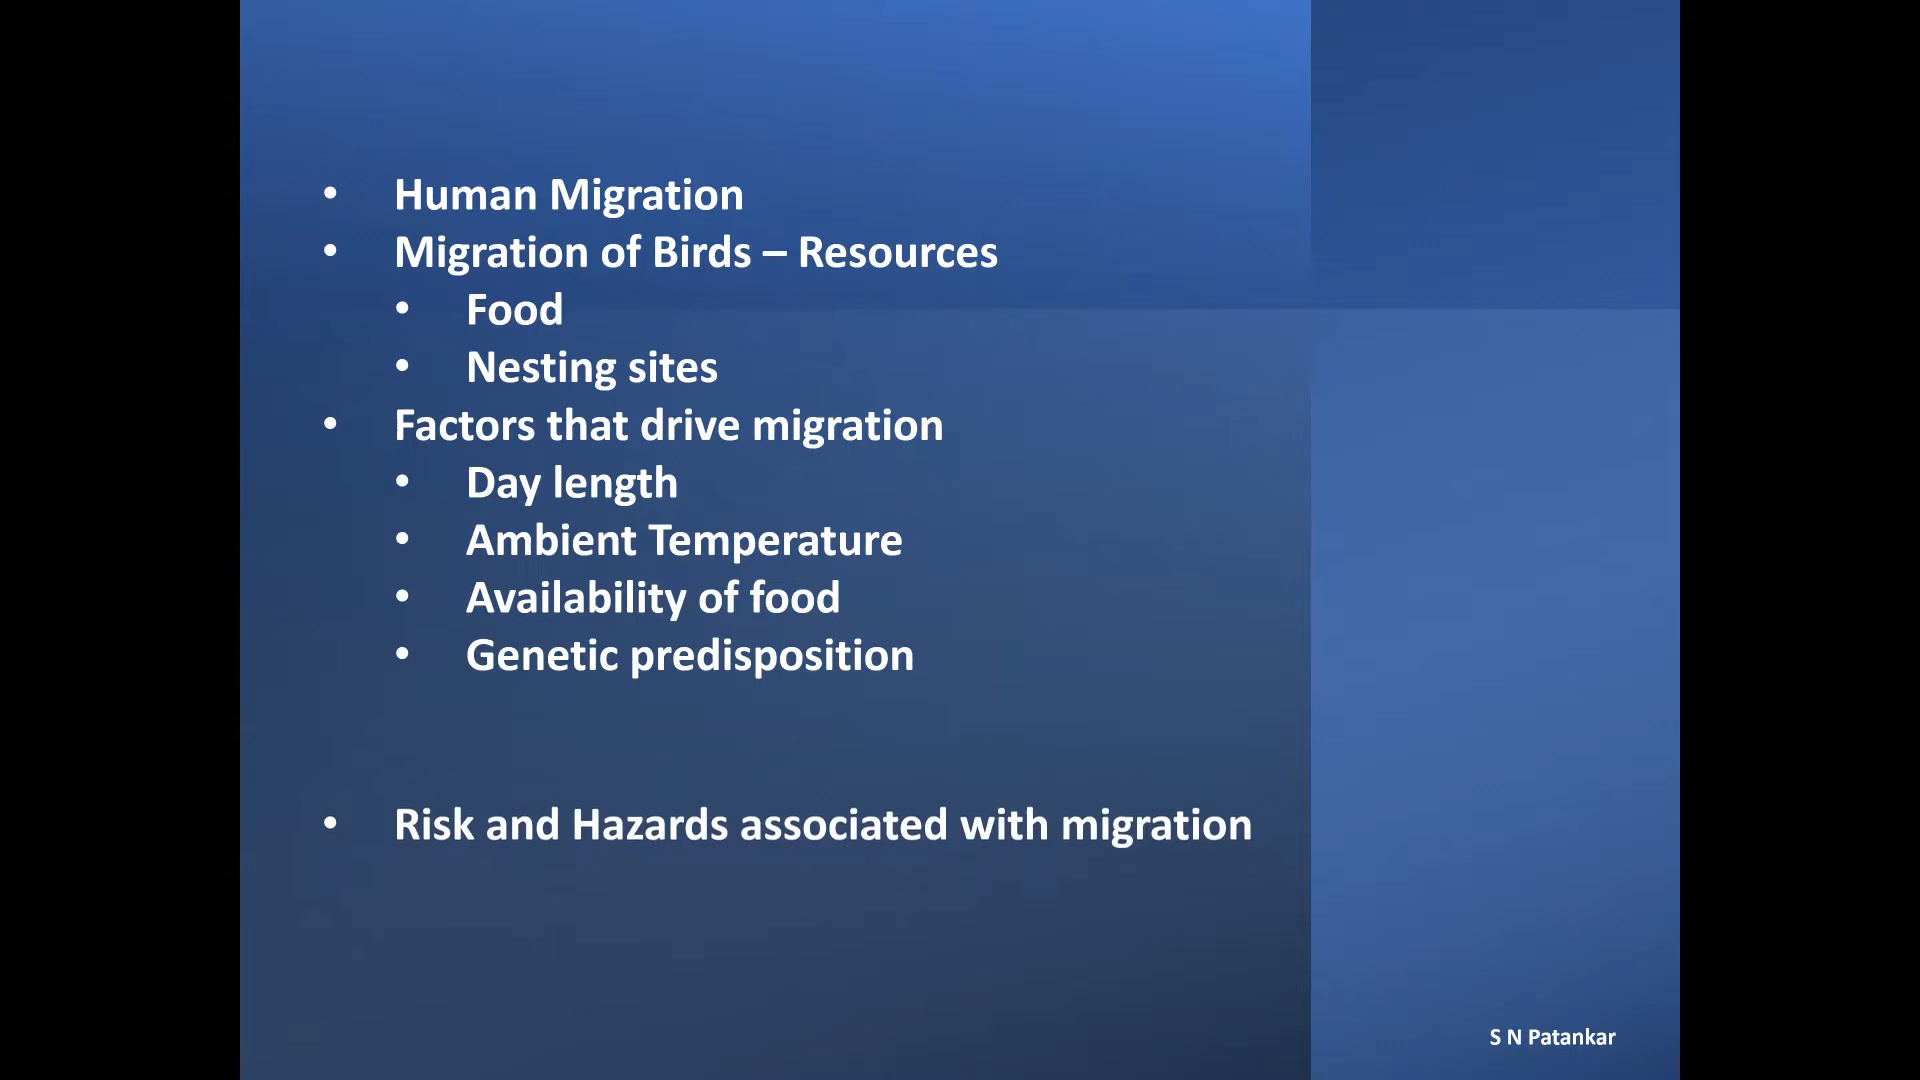 • Human Migration
• Migration of Birds – Resources
• Food
• Nesting sites
• Factors that drive migration
• Day length
• Ambient Temperature
• Availability of food
• Genetic predisposition
• Risk and Hazards associated with migration
S N Patankar